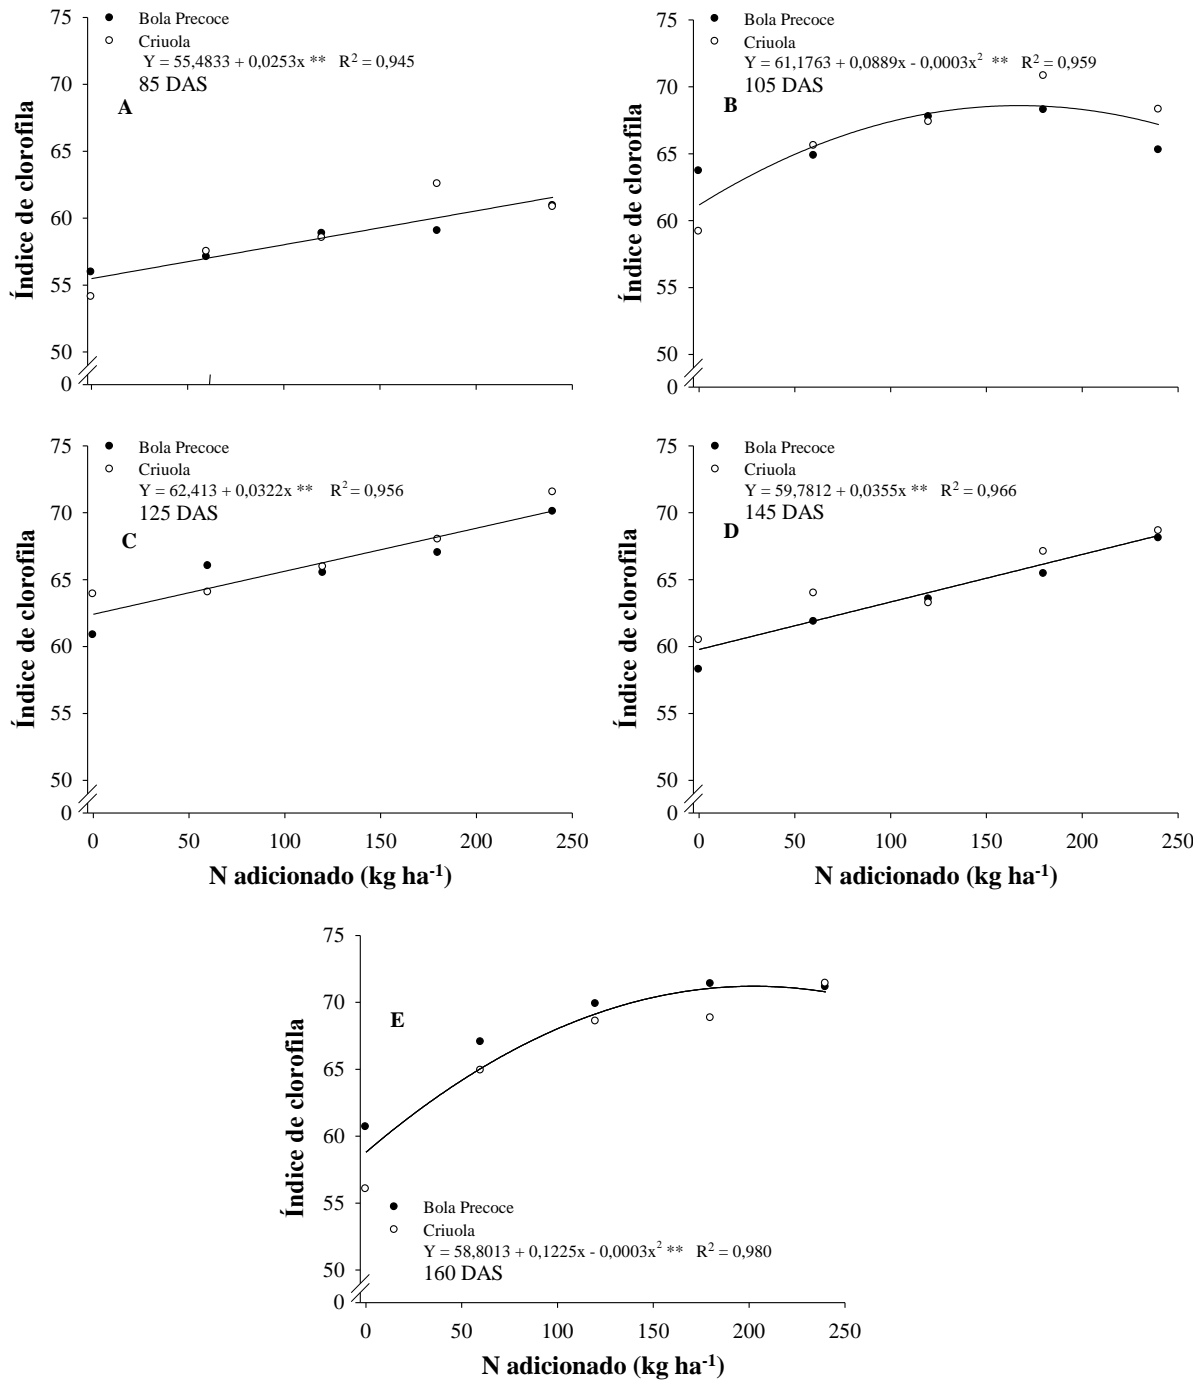 75
70
65
60
55
50
0
Índice de clorofila
Bola Precoce
Criuola
Y = 55,4833 + 0,0253x ** R² = 0,945
85 DAS
A
75
70
65
60
55
50
0
Índice de clorofila
Bola Precoce
Criuola
Y = 61,1763 + 0,0889x - 0,0003x² ** R² = 0,959
105 DAS
B
75
70
65
60
55
50
0
Índice de clorofila
Bola Precoce
Criuola
Y = 62,413 + 0,0322x ** R² = 0,956
125 DAS
C
0 50 100 150 200 250
N adicionado (kg ha⁻¹)
75
70
65
60
55
50
0
Índice de clorofila
Bola Precoce
Criuola
Y = 59,7812 + 0,0355x ** R² = 0,966
145 DAS
D
0 50 100 150 200 250
N adicionado (kg ha⁻¹)
75
70
65
60
55
50
0
Índice de clorofila
E
Bola Precoce
Criuola
Y = 58,8013 + 0,1225x - 0,0003x² ** R² = 0,980
160 DAS
0 50 100 150 200 250
N adicionado (kg ha⁻¹)